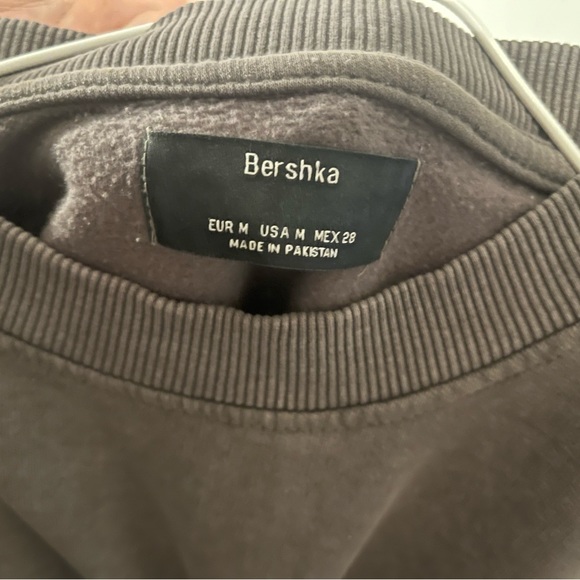 Bershka
EUR M USA M MEX 28
MADE IN PAKISTAN